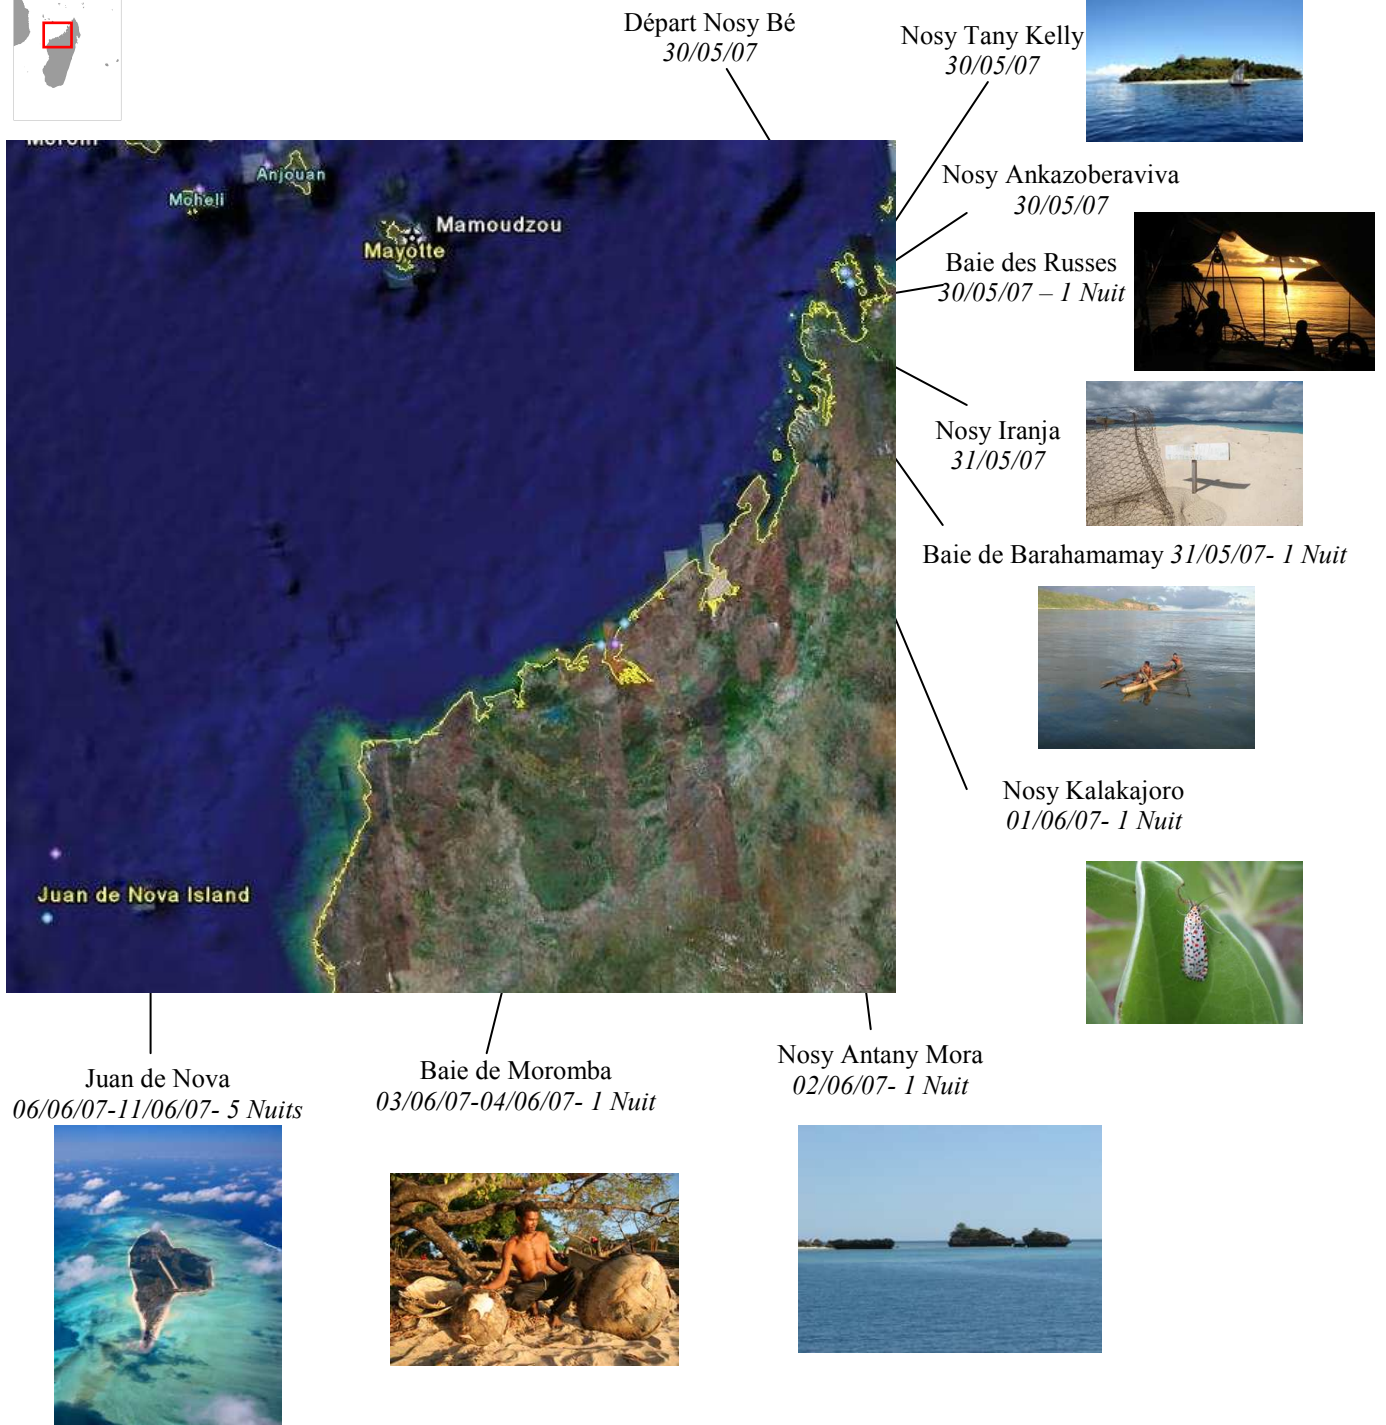 Départ Nosy Bé
30/05/07
Nosy Tany Kelly
30/05/07
Nosy Ankazoberaviva
30/05/07
Baie des Russes
30/05/07 – 1 Nuit
Nosy Iranja
31/05/07
Baie de Barahamamay 31/05/07- 1 Nuit
Nosy Kalakajoro
01/06/07- 1 Nuit
Moroni
Anjouan
Moheli
Mamoudzou
Mayotte
Juan de Nova Island
Juan de Nova
06/06/07-11/06/07- 5 Nuits
Baie de Moromba
03/06/07-04/06/07- 1 Nuit
Nosy Antany Mora
02/06/07- 1 Nuit